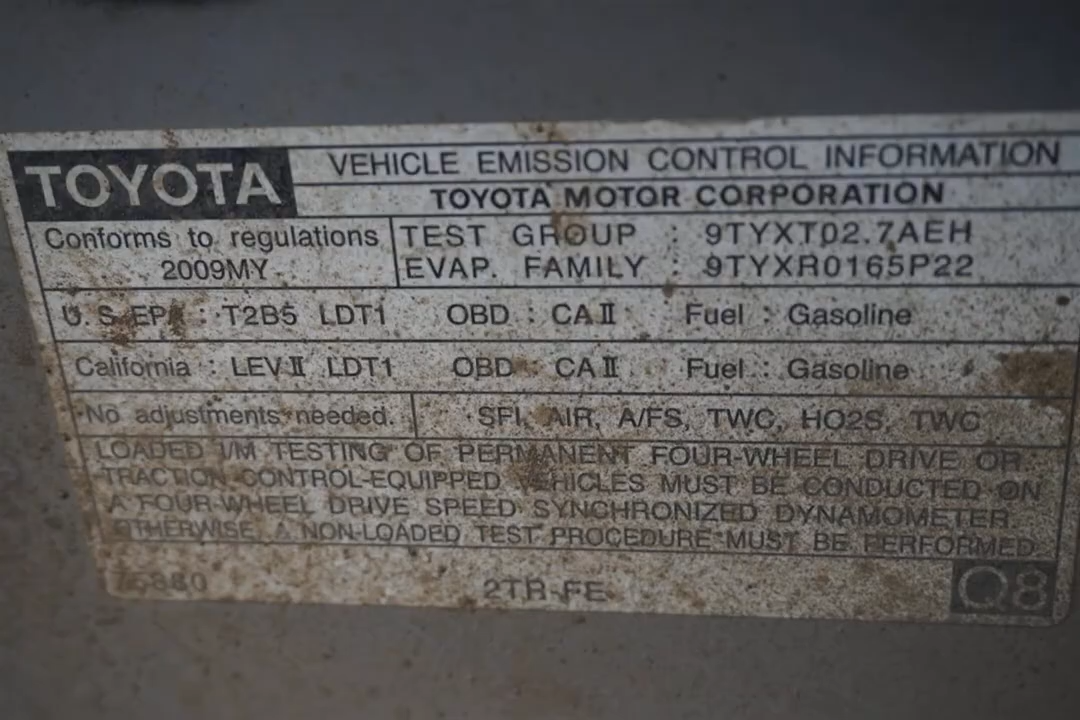 TOYOTA
VEHICLE EMISSION CONTROL INFORMATION
TOYOTA MOTOR CORPORATION
Conforms to regulations
2009MY
TEST GROUP : 9TYXT02.7AEH
EVAP. FAMILY : 9TYXR0165P22
U.S.EPA : T2B5 LDT1 OBD : CAⅡ Fuel : Gasoline
California : LEVⅡ LDT1 OBD : CAⅡ Fuel : Gasoline
No adjustments needed. SFI, AIR, A/FS, TWC, HO2S, TWC
LOADED I/M TESTING OF PERMANENT FOUR-WHEEL DRIVE OR
TRACTION CONTROL-EQUIPPED VEHICLES MUST BE CONDUCTED ON
A FOUR-WHEEL DRIVE SPEED SYNCHRONIZED DYNAMOMETER.
OTHERWISE, A NON-LOADED TEST PROCEDURE MUST BE PERFORMED.
2TR-FE
Q8